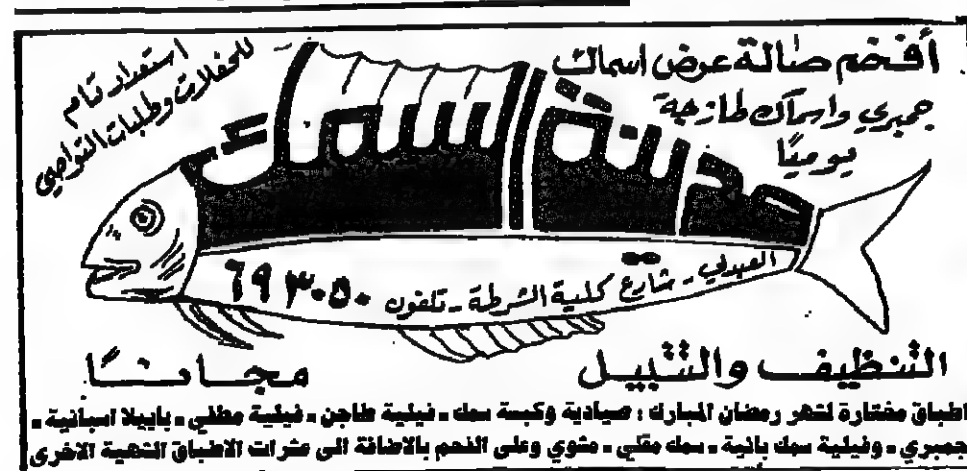 أفخم صالة عرض اسماك
جمبري واسماك طازجة
يوميًا
استعداد تام
للحفلات وطلبات التواصي
مدينة السمك
العبدلي - شارع كلية الشرطة - تلفون ٦٩٣٠٥٠
التنظيف والتتبيل مجانًا
اطباق مختارة لشهر رمضان المبارك : صيادية وكبسة سمك - فيلية طاجن - فيلية مقلي - باييلا اسبانية -
جمبري - وفيلية سمك بانية - سمك مقلي - مشوي وعلى الفحم بالاضافة الى عشرات الاطباق الشهية الاخرى